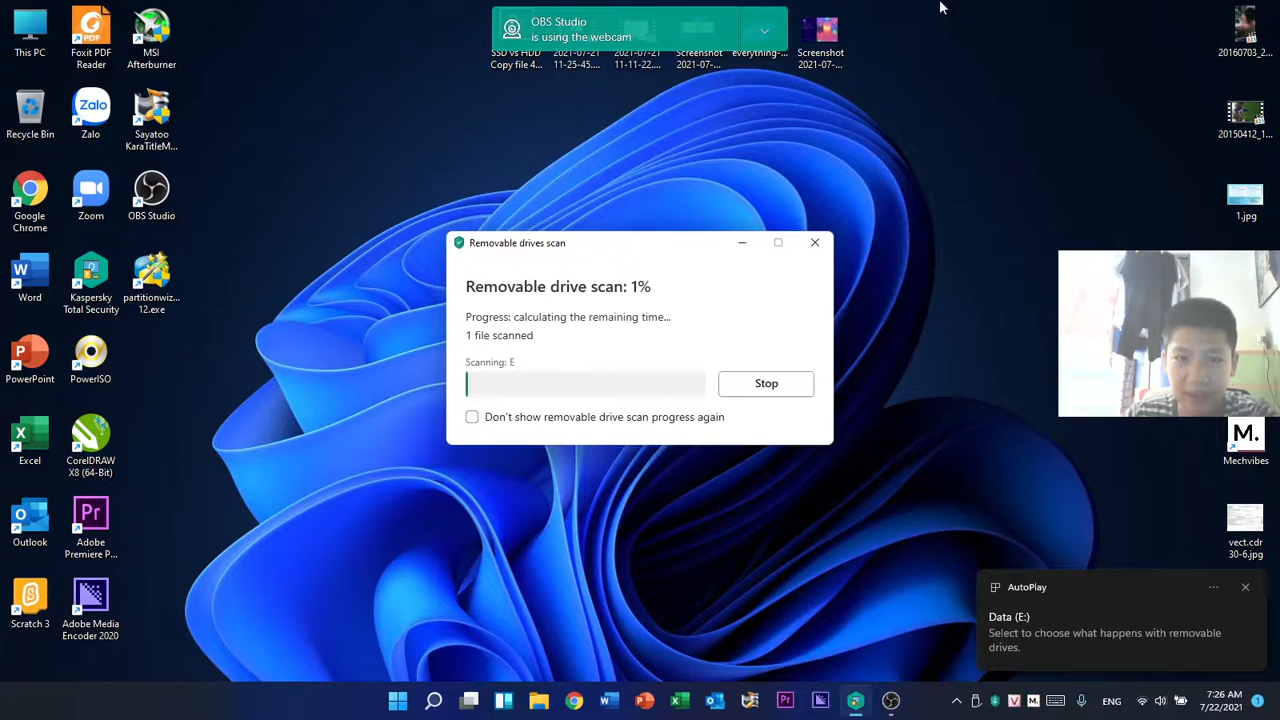 This PC
Foxit PDF
Reader
MSI
Afterburner
Recycle Bin
Zalo
Zalo
Sayatoo
KaraTitleM...
Google
Chrome
Zoom
OBS Studio
Word
Kaspersky
Total Security
partitionwiz...
12.exe
PowerPoint
PowerISO
Excel
CorelDRAW
X8 (64-Bit)
Outlook
Adobe
Premiere P...
Scratch 3
Adobe Media
Encoder 2020
OBS Studio
is using the webcam
SSD vs HDD
Copy file 4...
2021-07-21
11-25-45....
2021-07-21
11-11-22....
Screenshot
2021-07-...
everything-...
Screenshot
2021-07-...
20160703_2...
20150412_1...
1.jpg
M.
Mechvibes
vect.cdr
30-6.jpg
Removable drives scan
Removable drive scan: 1%
Progress: calculating the remaining time...
1 file scanned
Scanning: E
Stop
Don't show removable drive scan progress again
AutoPlay
Data (E:)
Select to choose what happens with removable
drives.
ENG
7:26 AM
7/22/2021
1